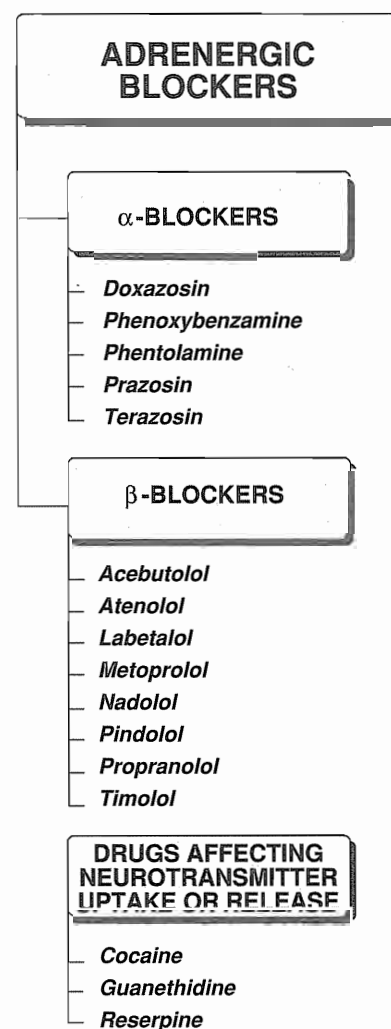 ADRENERGIC
BLOCKERS
α-BLOCKERS
Doxazosin
Phenoxybenzamine
Phentolamine
Prazosin
Terazosin
β-BLOCKERS
Acebutolol
Atenolol
Labetalol
Metoprolol
Nadolol
Pindolol
Propranolol
Timolol
DRUGS AFFECTING
NEUROTRANSMITTER
UPTAKE OR RELEASE
Cocaine
Guanethidine
Reserpine